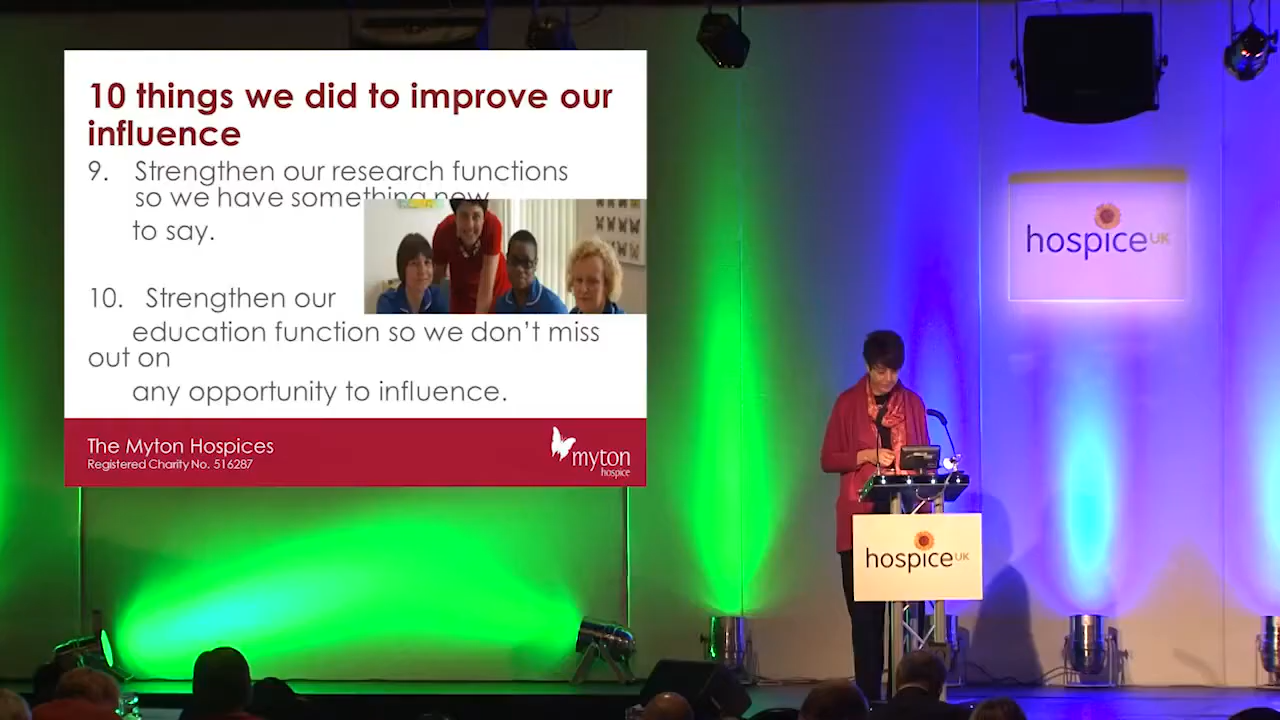 10 things we did to improve our
influence
9. Strengthen our research functions
so we have something new
to say.
10. Strengthen our
education function so we don't miss
out on
any opportunity to influence.
The Myton Hospices
Registered Charity No. 516287
myton
hospice
hospice UK
hospice UK